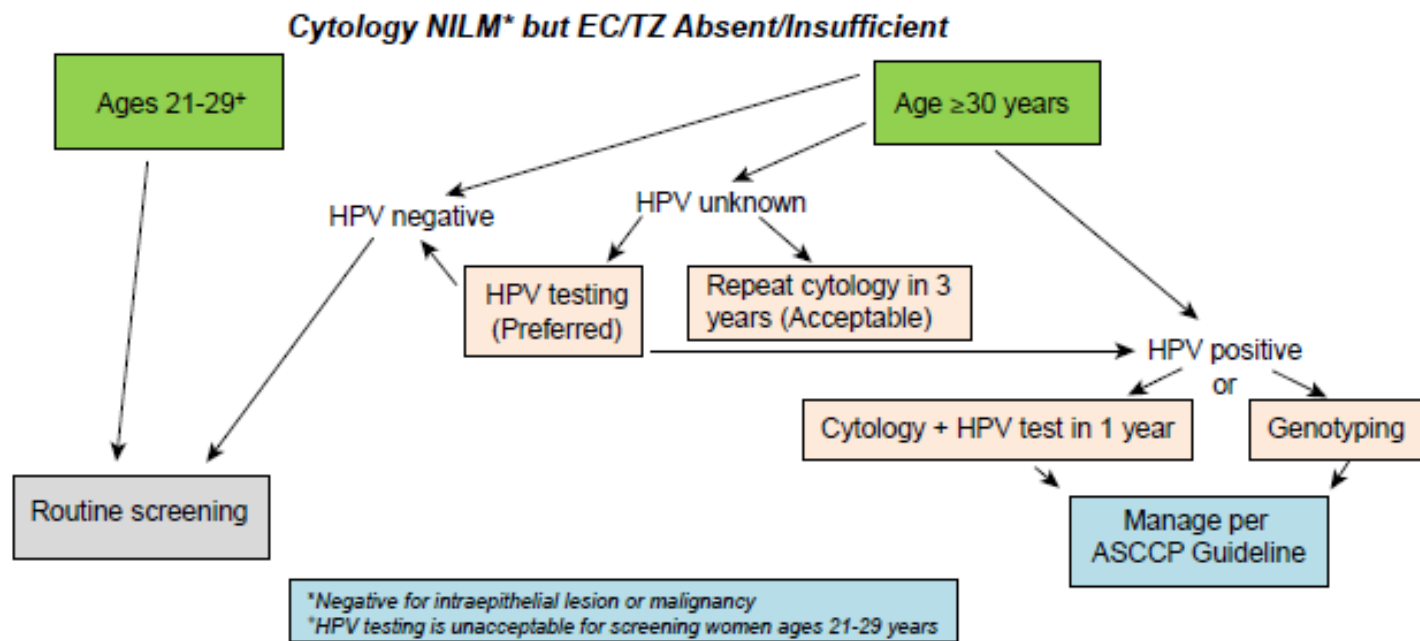 Cytology NILM* but EC/TZ Absent/Insufficient
Ages 21-29⁺
Age ≥30 years
HPV negative
HPV unknown
HPV testing
(Preferred)
Repeat cytology in 3
years (Acceptable)
HPV positive
or
Cytology + HPV test in 1 year
Genotyping
Routine screening
Manage per
ASCCP Guideline
*Negative for intraepithelial lesion or malignancy
⁺HPV testing is unacceptable for screening women ages 21-29 years